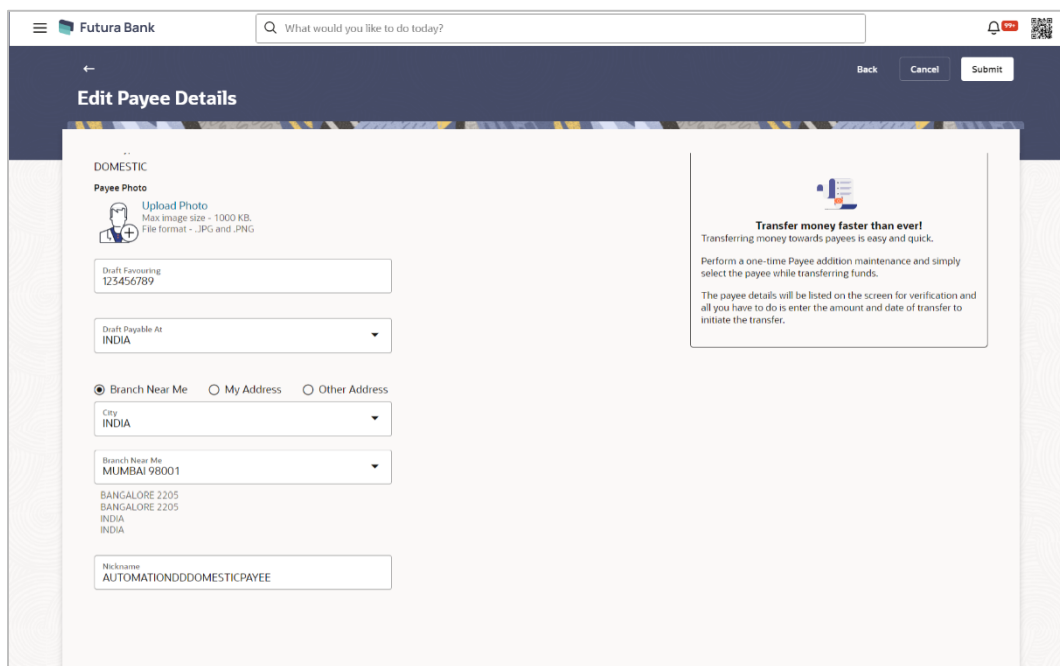 Futura Bank
What would you like to do today?
99+
Back
Cancel
Submit
Edit Payee Details
DOMESTIC
Payee Photo
Upload Photo
Max image size - 1000 KB.
File format - .JPG and .PNG
Draft Favouring
123456789
Draft Payable At
INDIA
Branch Near Me
My Address
Other Address
City
INDIA
Branch Near Me
MUMBAI 98001
BANGALORE 2205
BANGALORE 2205
INDIA
INDIA
Nickname
AUTOMATIONDDDOMESTICPAYEE
Transfer money faster than ever!
Transferring money towards payees is easy and quick.
Perform a one-time Payee addition maintenance and simply
select the payee while transferring funds.
The payee details will be listed on the screen for verification and
all you have to do is enter the amount and date of transfer to
initiate the transfer.